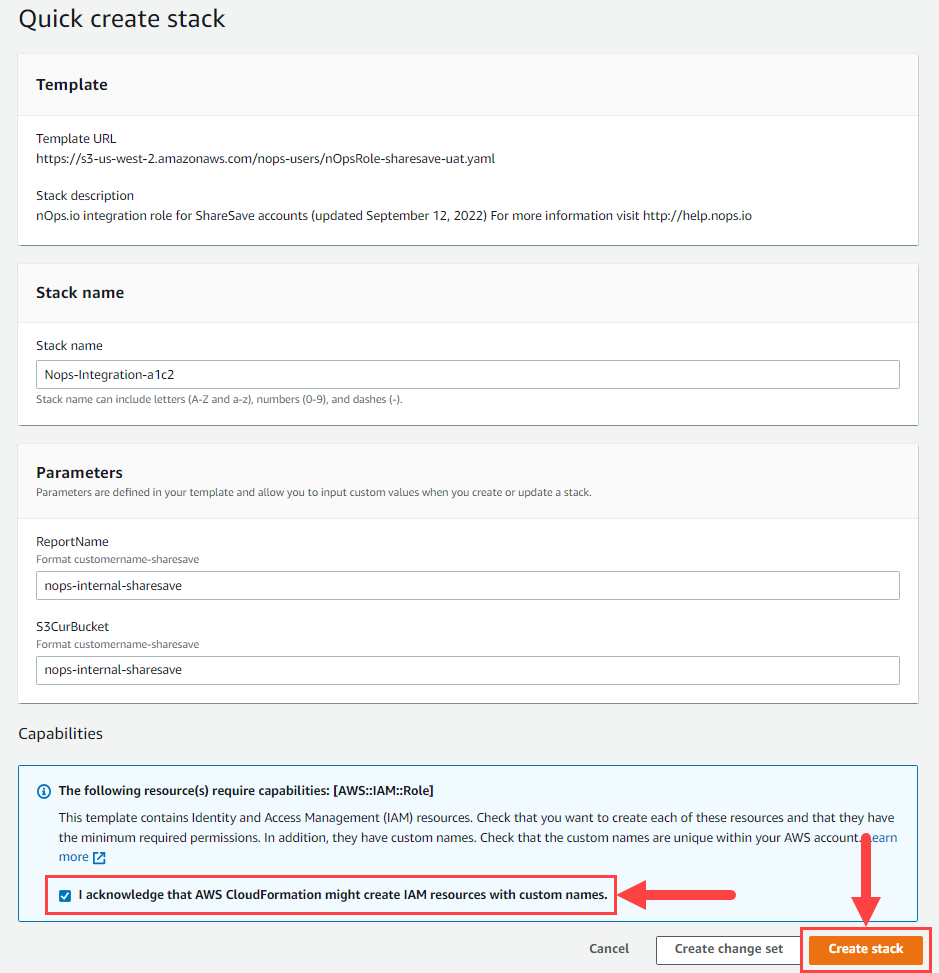 Quick create stack
Template
Template URL
https://s3-us-west-2.amazonaws.com/nops-users/nOpsRole-sharesave-uat.yaml
Stack description
nOps.io integration role for ShareSave accounts (updated September 12, 2022) For more information visit http://help.nops.io
Stack name
Stack name
Nops-Integration-a1c2
Stack name can include letters (A-Z and a-z), numbers (0-9), and dashes (-).
Parameters
Parameters are defined in your template and allow you to input custom values when you create or update a stack.
ReportName
Format customername-sharesave
nops-internal-sharesave
S3CurBucket
Format customername-sharesave
nops-internal-sharesave
Capabilities
The following resource(s) require capabilities: [AWS::IAM::Role]
This template contains Identity and Access Management (IAM) resources. Check that you want to create each of these resources and that they have
the minimum required permissions. In addition, they have custom names. Check that the custom names are unique within your AWS account. Learn
more
I acknowledge that AWS CloudFormation might create IAM resources with custom names.
Cancel
Create change set
Create stack